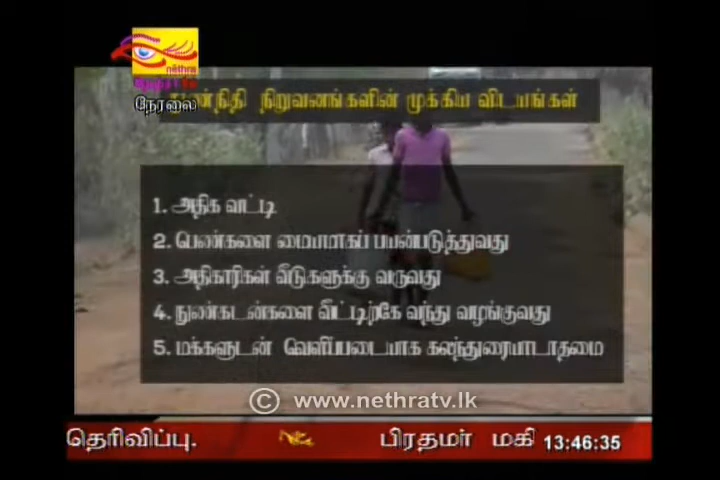 nethra
நேரலை
நுண்நிதி நிறுவனங்களின் முக்கிய விடயங்கள்
1. அதிக வட்டி
2. பெண்களை மையமாகப் பயன்படுத்துவது
3. அதிகாரிகள் வீடுகளுக்கு வருவது
4. நுண்கடன்களை வீட்டிற்கே வந்து வழங்குவது
5. மக்களுடன் வெளிப்படையாக கலந்துரையாடாதமை
© www.nethratv.lk
தெரிவிப்பு. பிரதமர் மகி 13:46:35